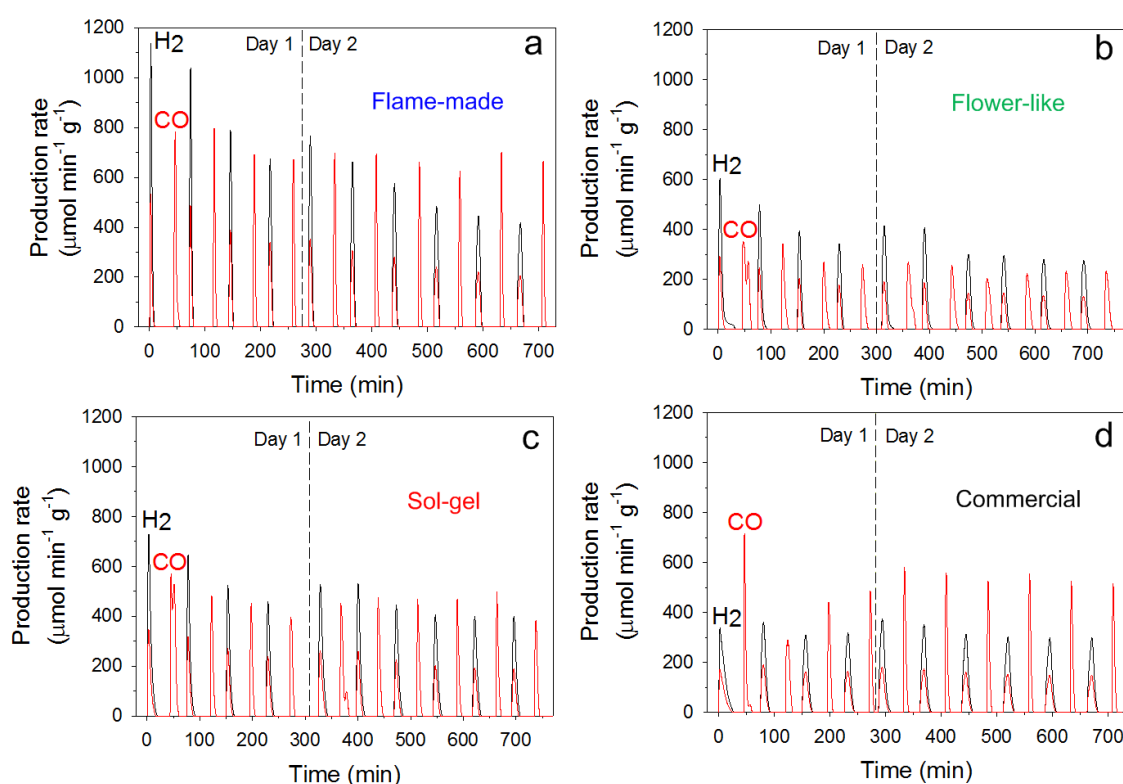 a
H2
Day 1
Day 2
CO
Flame-made
Production rate
(µmol min⁻¹ g⁻¹)
1200
1000
800
600
400
200
0
0 100 200 300 400 500 600 700
Time (min)
b
Day 1
Day 2
Flower-like
H2
CO
Production rate
(µmol min⁻¹ g⁻¹)
1200
1000
800
600
400
200
0
0 100 200 300 400 500 600 700
Time (min)
c
Day 1
Day 2
Sol-gel
H2
CO
Production rate
(µmol min⁻¹ g⁻¹)
1200
1000
800
600
400
200
0
0 100 200 300 400 500 600 700
Time (min)
d
Day 1
Day 2
Commercial
CO
H2
Production rate
(µmol min⁻¹ g⁻¹)
1200
1000
800
600
400
200
0
0 100 200 300 400 500 600 700
Time (min)